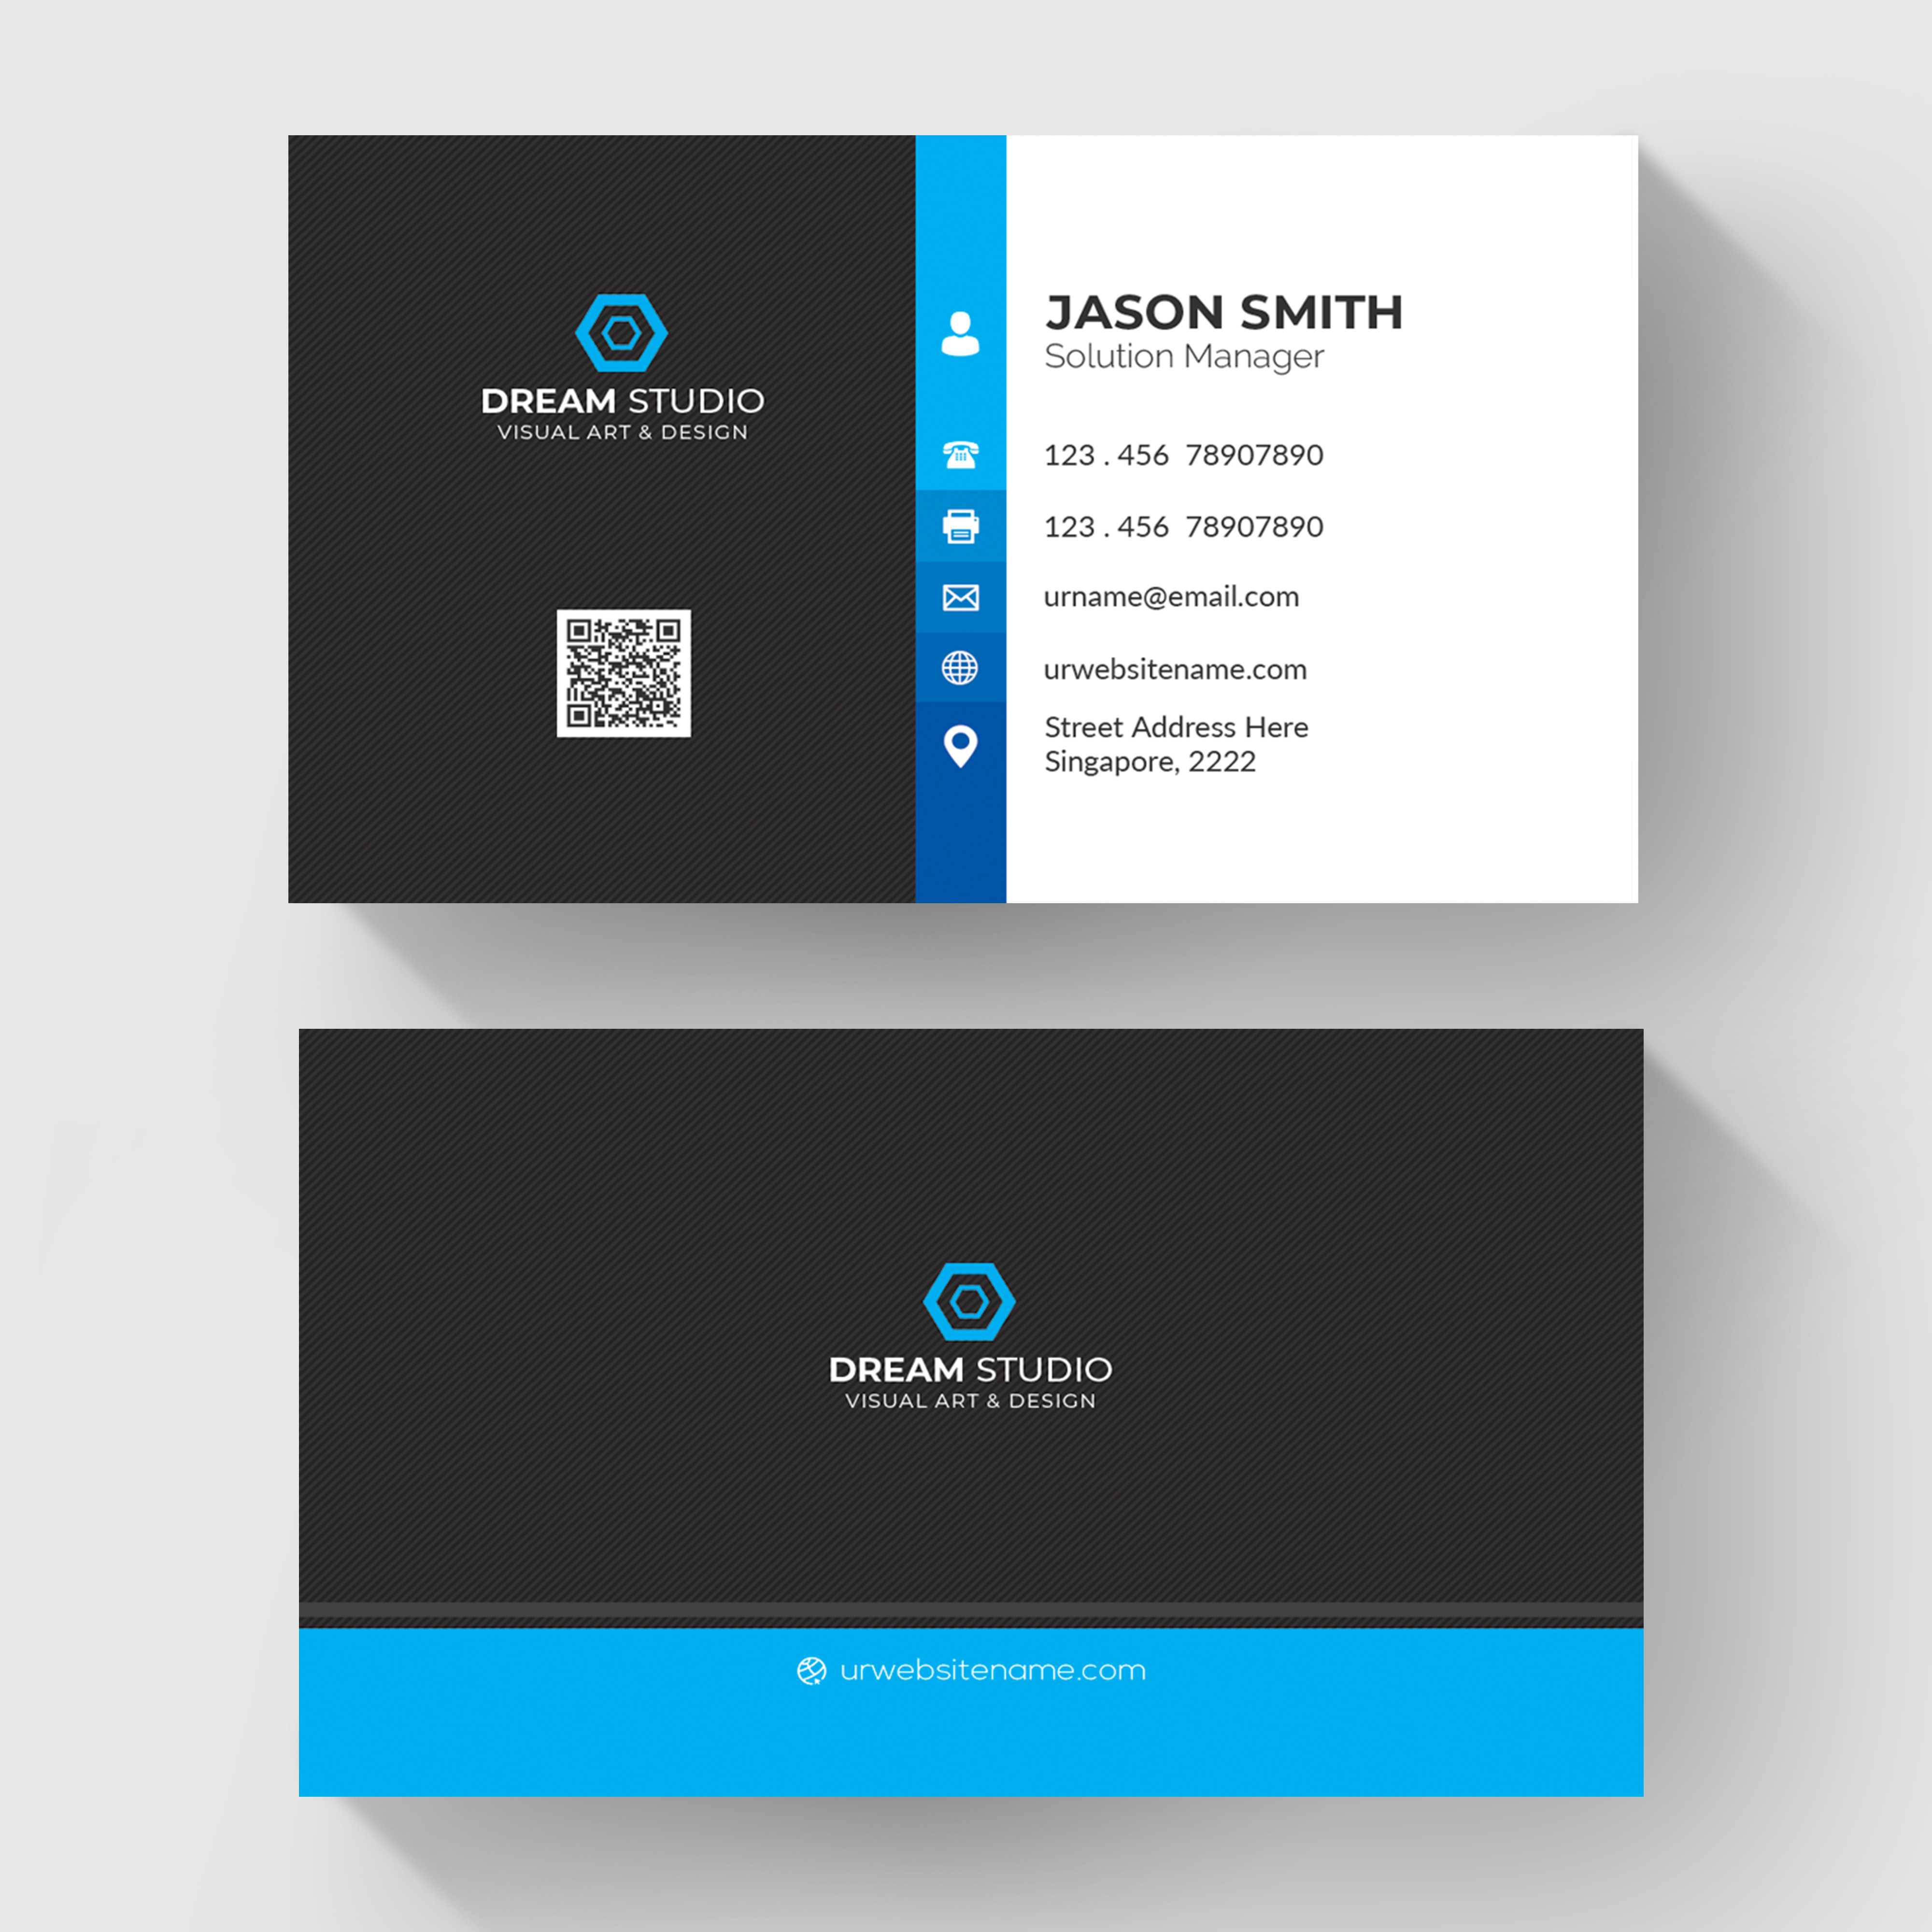 DREAM STUDIO
VISUAL ART & DESIGN
JASON SMITH
Solution Manager
123 . 456  78907890
123 . 456  78907890
urname@email.com
urwebsitename.com
Street Address Here
Singapore, 2222
DREAM STUDIO
VISUAL ART & DESIGN
urwebsitename.com